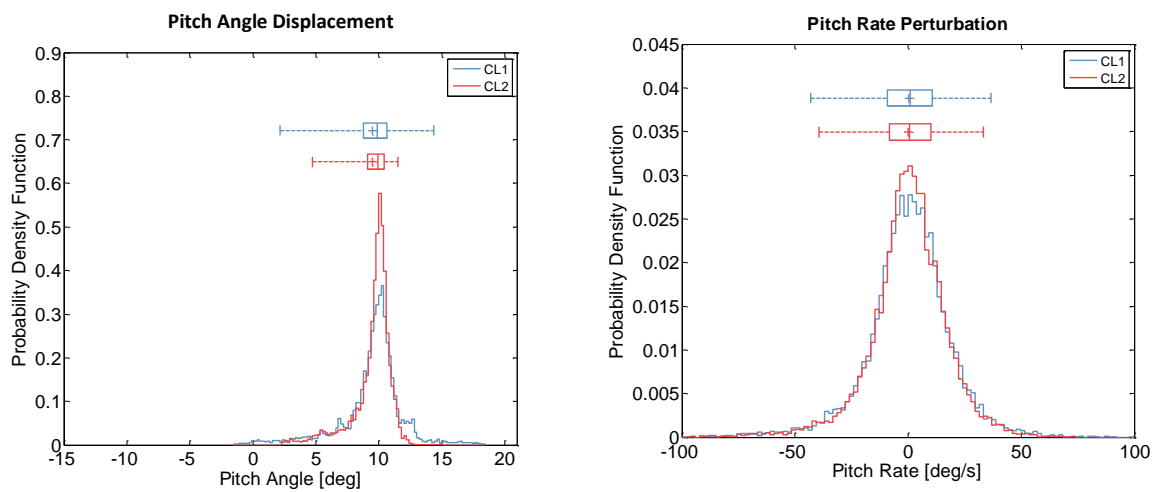 Pitch Angle Displacement
0.9
0.8
0.7
0.6
0.5
0.4
0.3
0.2
0.1
0
Probability Density Function
CL1
CL2
-15 -10 -5 0 5 10 15 20
Pitch Angle [deg]
Pitch Rate Perturbation
0.045
0.04
0.035
0.03
0.025
0.02
0.015
0.01
0.005
0
Probability Density Function
CL1
CL2
-100 -50 0 50 100
Pitch Rate [deg/s]